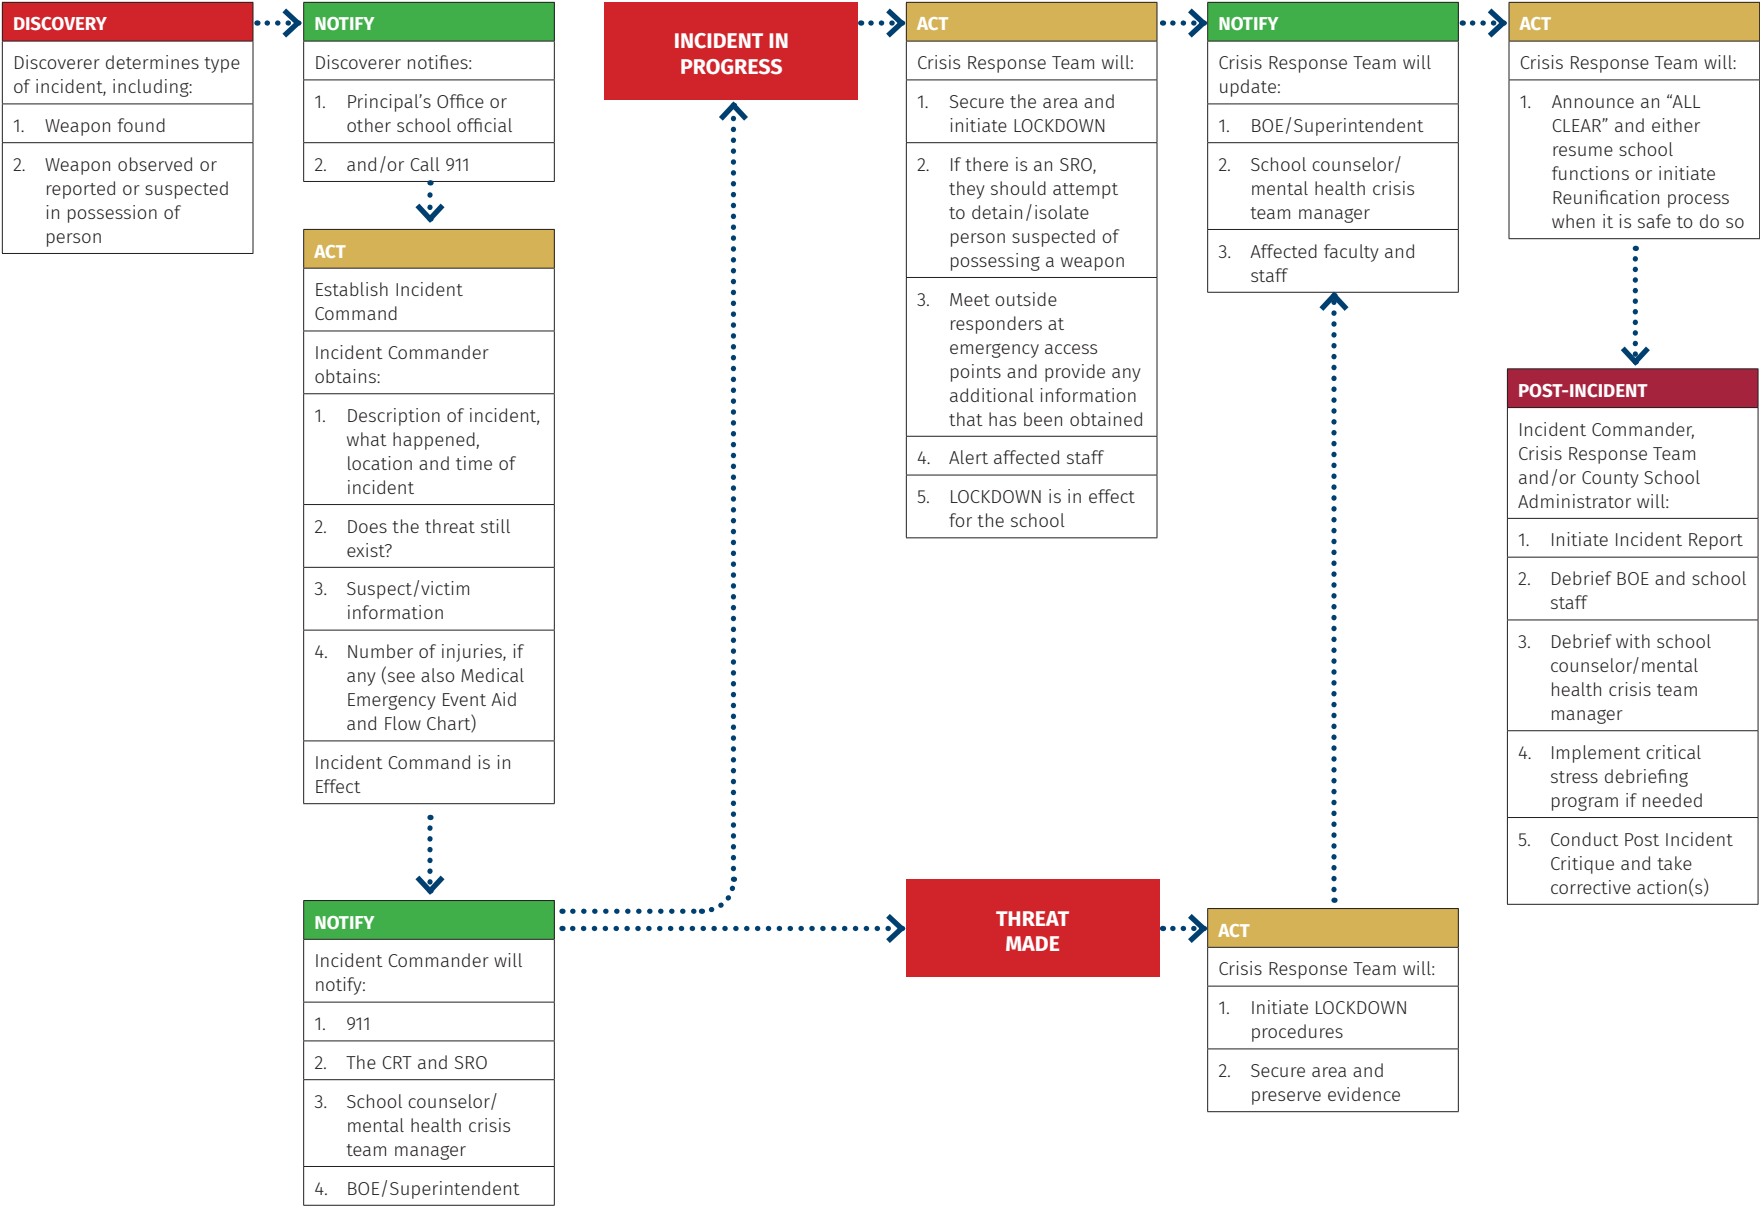 DISCOVERY
Discoverer determines type
of incident, including:
1. Weapon found
2. Weapon observed or
reported or suspected
in possession of
person
NOTIFY
Discoverer notifies:
1. Principal’s Office or
other school official
2. and/or Call 911
ACT
Establish Incident
Command
Incident Commander
obtains:
1. Description of incident,
what happened,
location and time of
incident
2. Does the threat still
exist?
3. Suspect/victim
information
4. Number of injuries, if
any (see also Medical
Emergency Event Aid
and Flow Chart)
Incident Command is in
Effect
NOTIFY
Incident Commander will
notify:
1. 911
2. The CRT and SRO
3. School counselor/
mental health crisis
team manager
4. BOE/Superintendent
INCIDENT IN
PROGRESS
ACT
Crisis Response Team will:
1. Secure the area and
initiate LOCKDOWN
2. If there is an SRO,
they should attempt
to detain/isolate
person suspected of
possessing a weapon
3. Meet outside
responders at
emergency access
points and provide any
additional information
that has been obtained
4. Alert affected staff
5. LOCKDOWN is in effect
for the school
THREAT
MADE
ACT
Crisis Response Team will:
1. Initiate LOCKDOWN
procedures
2. Secure area and
preserve evidence
NOTIFY
Crisis Response Team will
update:
1. BOE/Superintendent
2. School counselor/
mental health crisis
team manager
3. Affected faculty and
staff
ACT
Crisis Response Team will:
1. Announce an “ALL
CLEAR” and either
resume school
functions or initiate
Reunification process
when it is safe to do so
POST-INCIDENT
Incident Commander,
Crisis Response Team
and/or County School
Administrator will:
1. Initiate Incident Report
2. Debrief BOE and school
staff
3. Debrief with school
counselor/mental
health crisis team
manager
4. Implement critical
stress debriefing
program if needed
5. Conduct Post Incident
Critique and take
corrective action(s)